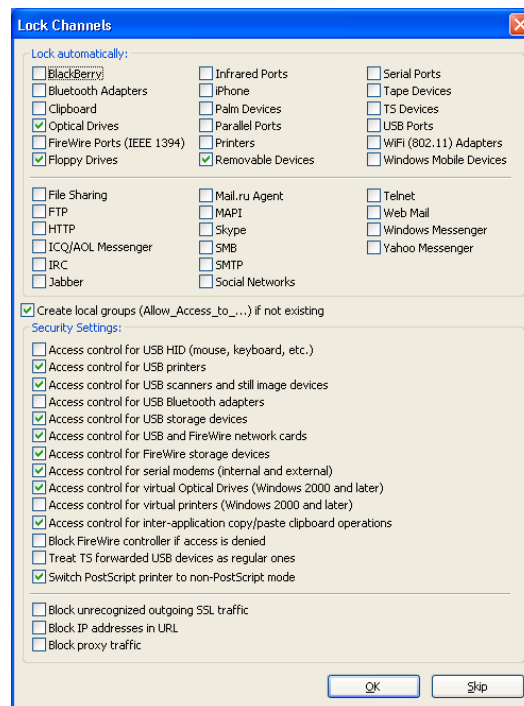 Lock Channels
Lock automatically:
BlackBerry Infrared Ports Serial Ports
Bluetooth Adapters iPhone Tape Devices
Clipboard Palm Devices TS Devices
Optical Drives Parallel Ports USB Ports
FireWire Ports (IEEE 1394) Printers WiFi (802.11) Adapters
Floppy Drives Removable Devices Windows Mobile Devices
File Sharing Mail.ru Agent Telnet
FTP MAPI Web Mail
HTTP Skype Windows Messenger
ICQ/AOL Messenger SMB Yahoo Messenger
IRC SMTP
Jabber Social Networks
Create local groups (Allow_Access_to_...) if not existing
Security Settings:
Access control for USB HID (mouse, keyboard, etc.)
Access control for USB printers
Access control for USB scanners and still image devices
Access control for USB Bluetooth adapters
Access control for USB storage devices
Access control for USB and FireWire network cards
Access control for FireWire storage devices
Access control for serial modems (internal and external)
Access control for virtual Optical Drives (Windows 2000 and later)
Access control for virtual printers (Windows 2000 and later)
Access control for inter-application copy/paste clipboard operations
Block FireWire controller if access is denied
Treat TS forwarded USB devices as regular ones
Switch PostScript printer to non-PostScript mode
Block unrecognized outgoing SSL traffic
Block IP addresses in URL
Block proxy traffic
OK Skip